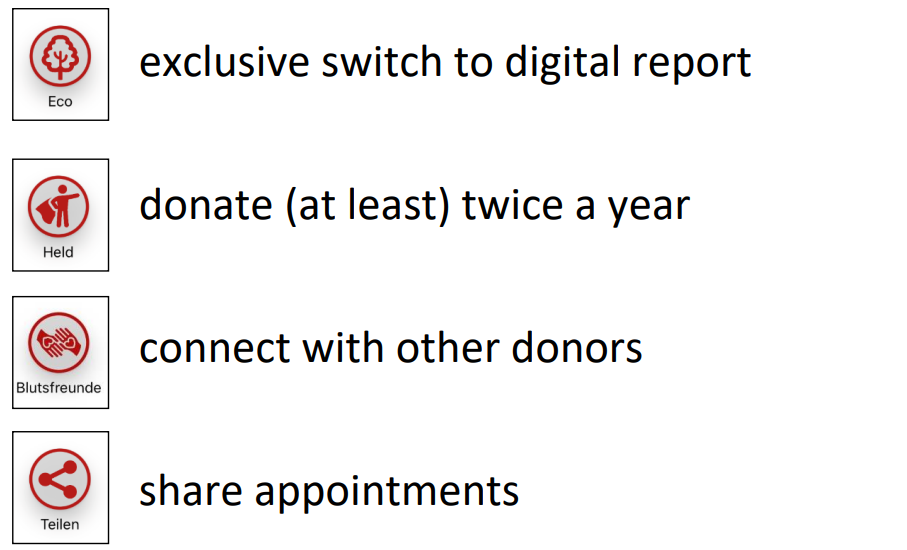 Eco
exclusive switch to digital report
Held
donate (at least) twice a year
Blutsfreunde
connect with other donors
Teilen
share appointments